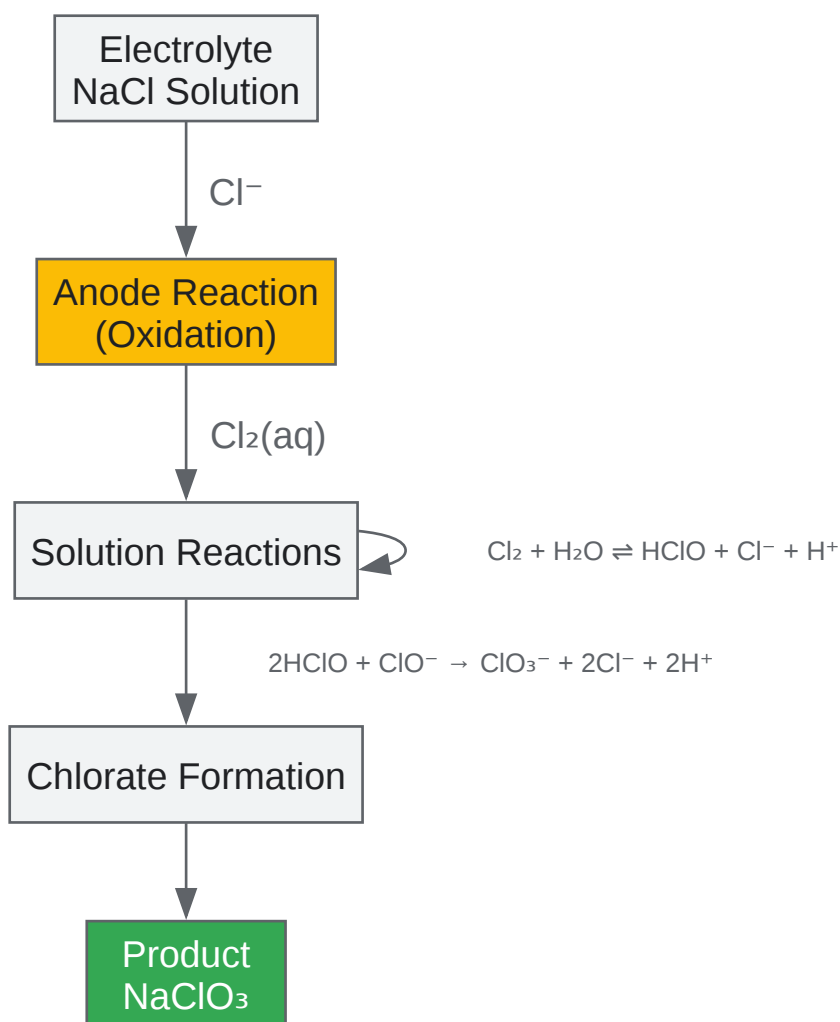 Electrolyte
NaCl Solution
Cl⁻
Anode Reaction
(Oxidation)
Cl₂(aq)
Solution Reactions
Cl₂ + H₂O ⇌ HClO + Cl⁻ + H⁺
2HClO + ClO⁻ → ClO₃⁻ + 2Cl⁻ + 2H⁺
Chlorate Formation
Product
NaClO₃